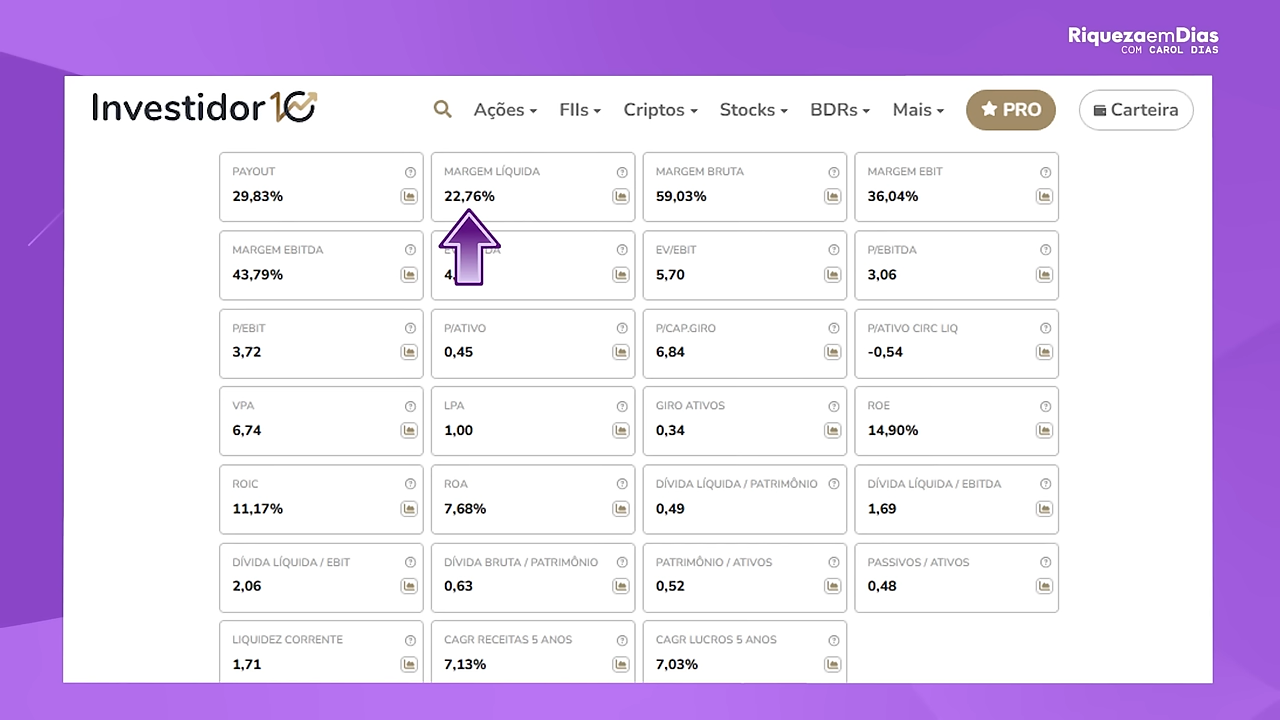 RiquezaemDias
COM CAROL DIAS
Investidor10
Ações
FIIs
Criptos
Stocks
BDRs
Mais
PRO
Carteira
PAYOUT
29,83%
MARGEM LÍQUIDA
22,76%
MARGEM BRUTA
59,03%
MARGEM EBIT
36,04%
MARGEM EBITDA
43,79%
EV/EBIT
5,70
P/EBITDA
3,06
P/EBIT
3,72
P/ATIVO
0,45
P/CAP.GIRO
6,84
P/ATIVO CIRC LIQ
-0,54
VPA
6,74
LPA
1,00
GIRO ATIVOS
0,34
ROE
14,90%
ROIC
11,17%
ROA
7,68%
DÍVIDA LÍQUIDA / PATRIMÔNIO
0,49
DÍVIDA LÍQUIDA / EBITDA
1,69
DÍVIDA LÍQUIDA / EBIT
2,06
DÍVIDA BRUTA / PATRIMÔNIO
0,63
PATRIMÔNIO / ATIVOS
0,52
PASSIVOS / ATIVOS
0,48
LIQUIDEZ CORRENTE
1,71
CAGR RECEITAS 5 ANOS
7,13%
CAGR LUCROS 5 ANOS
7,03%